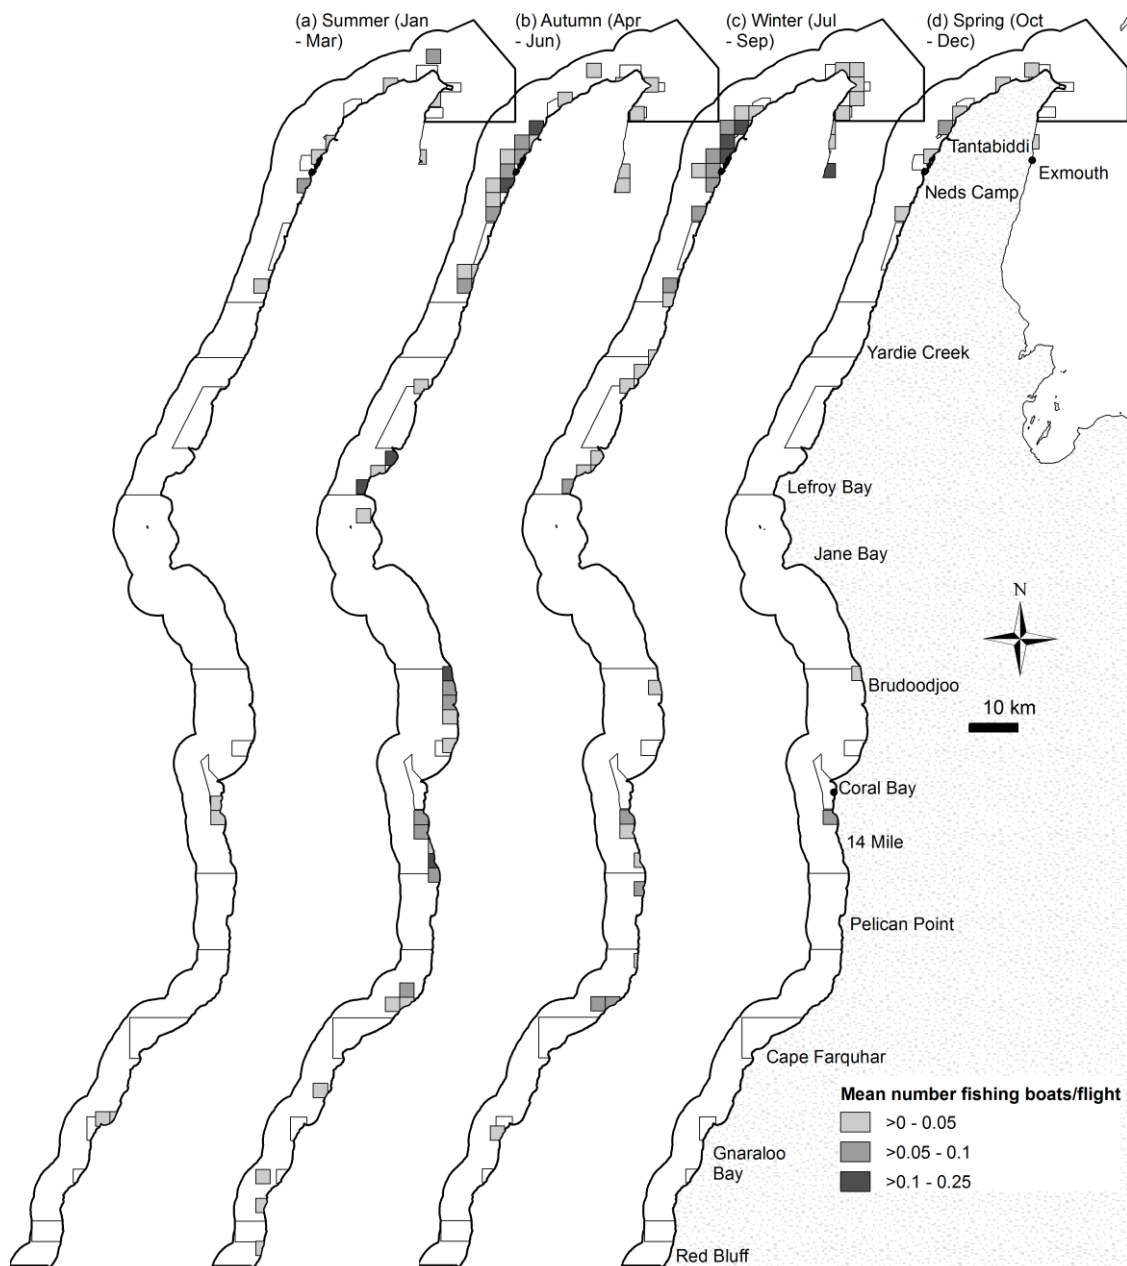 (a) Summer (Jan
- Mar)
(b) Autumn (Apr
- Jun)
(c) Winter (Jul
- Sep)
(d) Spring (Oct
- Dec)
Tantabiddi
Exmouth
Neds Camp
Yardie Creek
Lefroy Bay
Jane Bay
N
Brudoodjoo
10 km
Coral Bay
14 Mile
Pelican Point
Cape Farquhar
Mean number fishing boats/flight
>0 - 0.05
>0.05 - 0.1
>0.1 - 0.25
Gnaraloo
Bay
Red Bluff